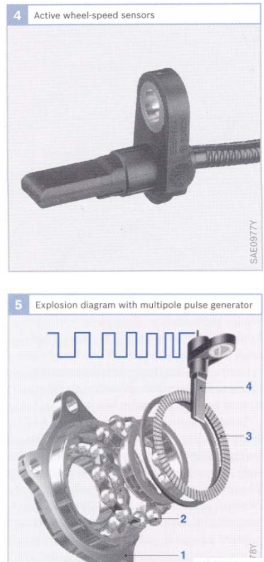 4 Active wheel-speed sensors
SAE0977Y
5 Explosion diagram with multipole pulse generator
4
3
2
1